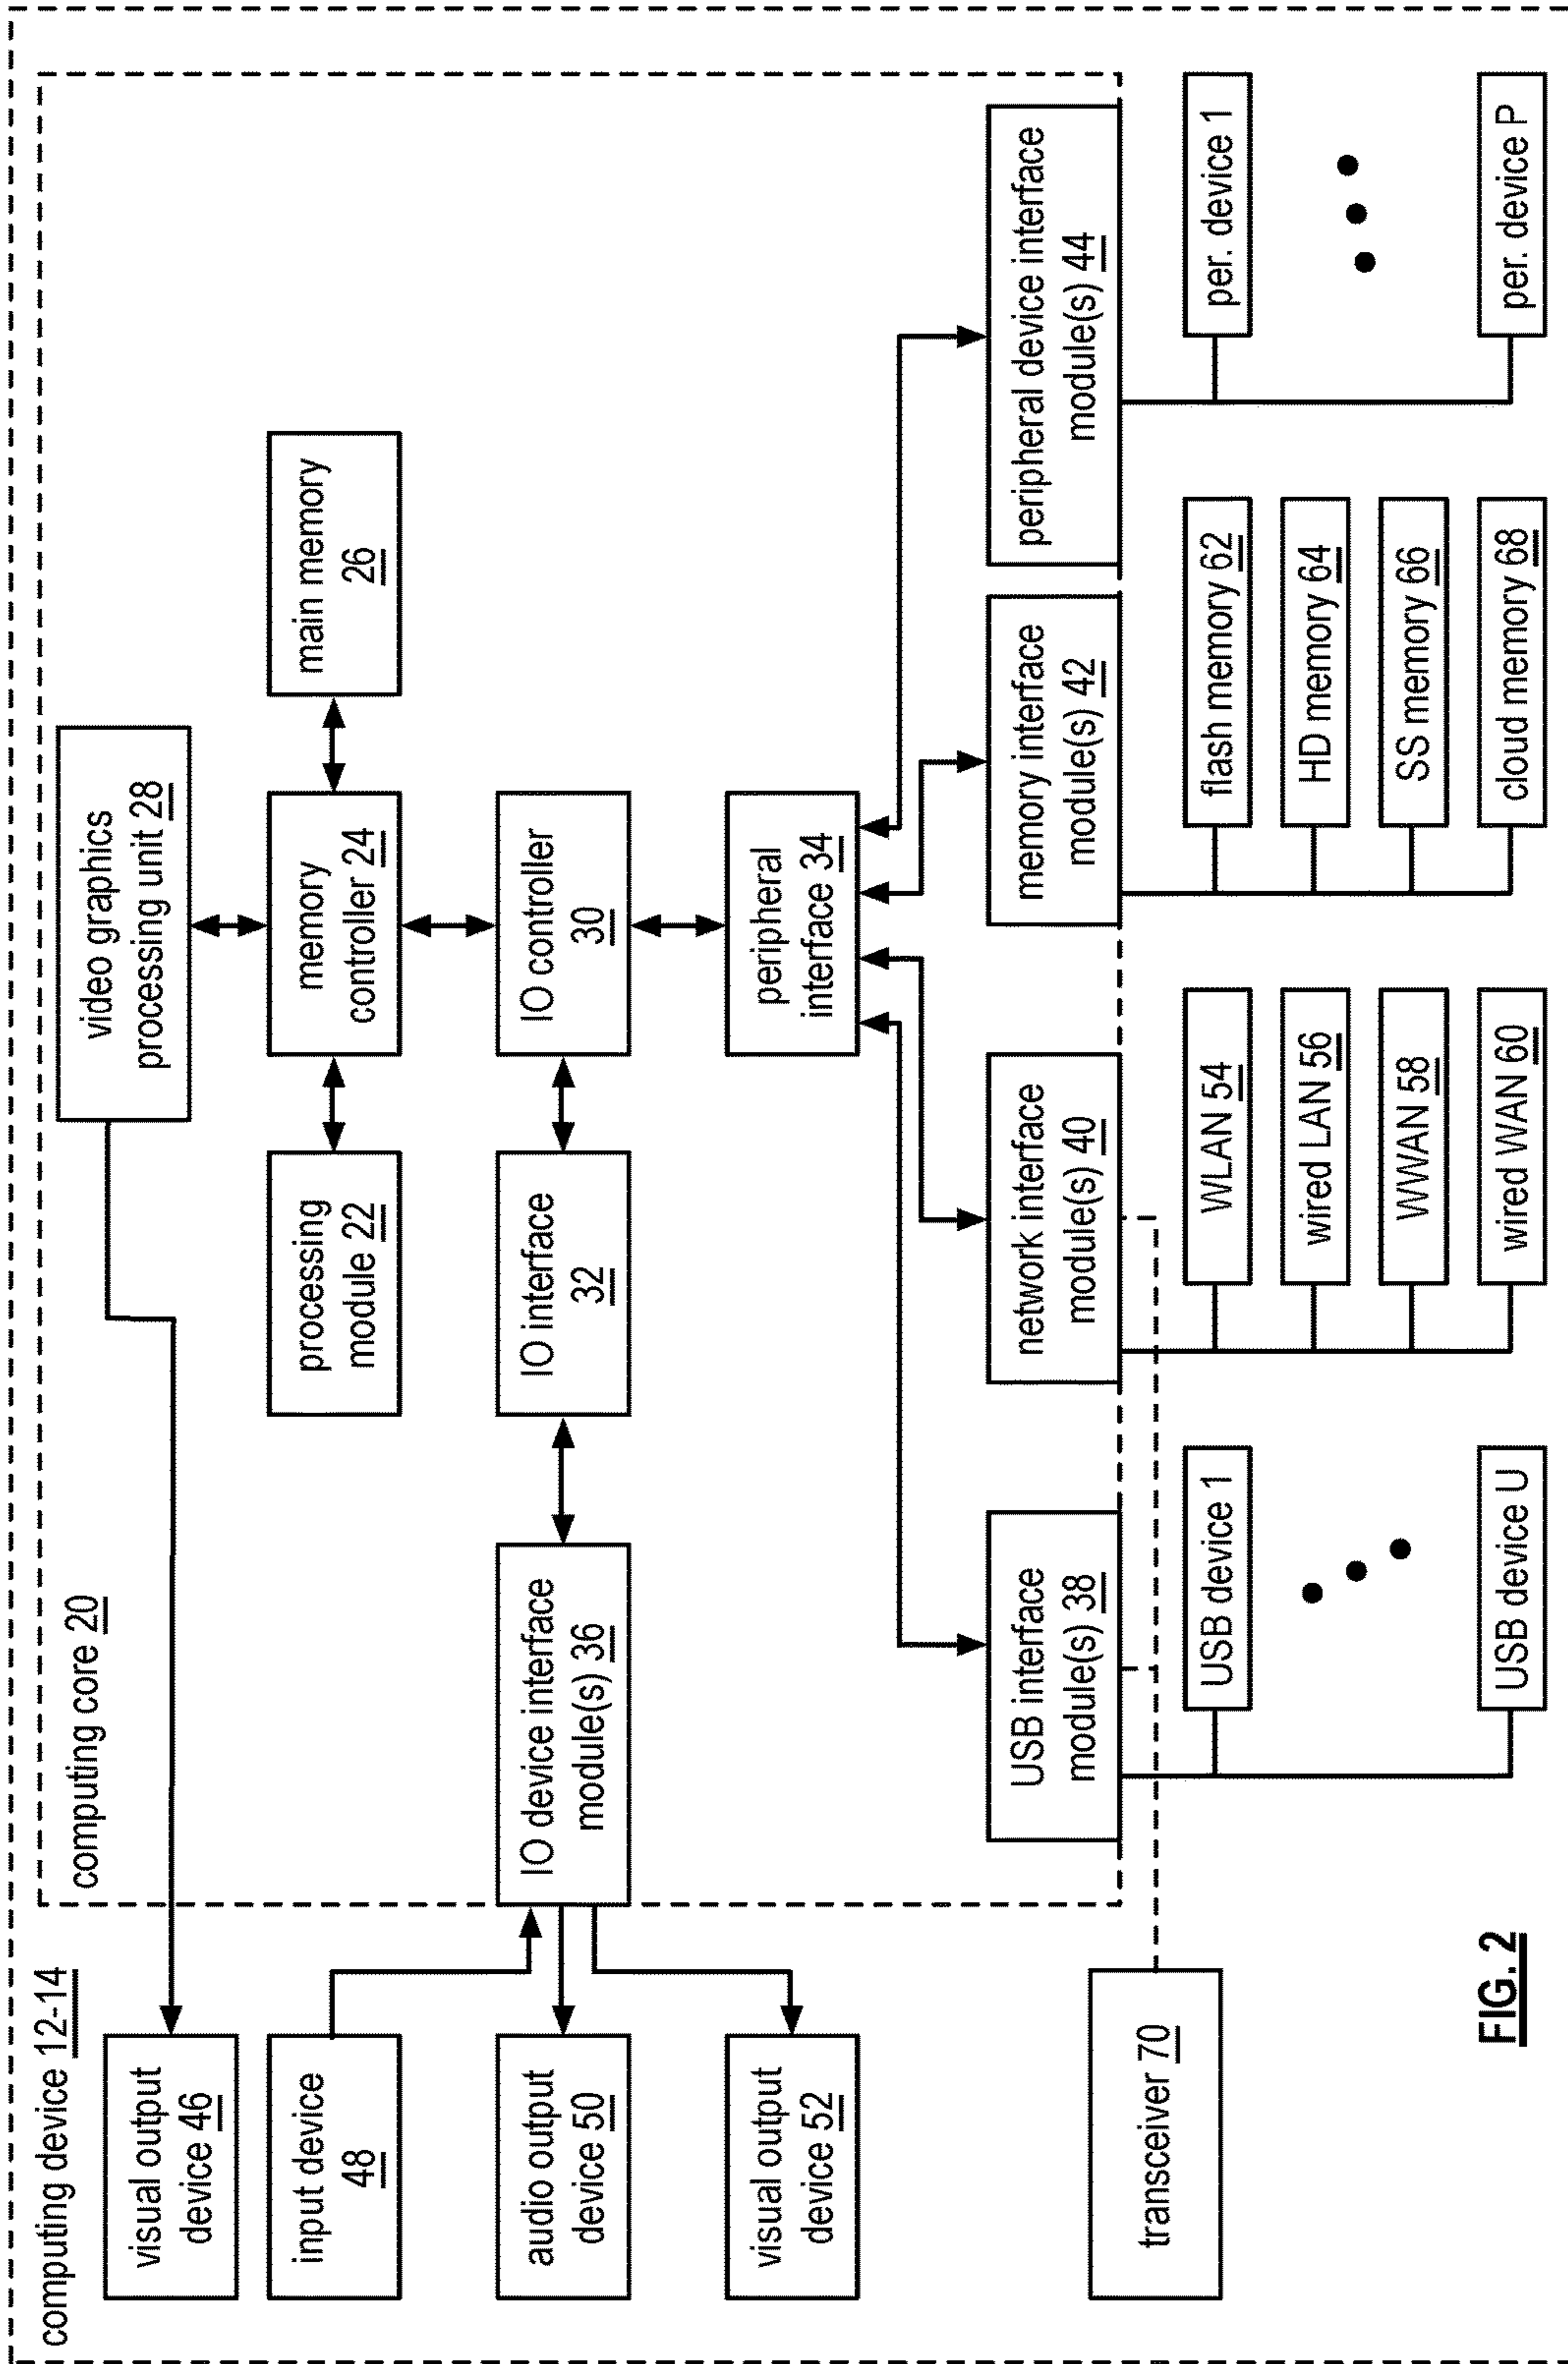 computing device 12-14
computing core 20
visual output
device 46
video graphics
processing unit 28
input device
48
processing
module 22
memory
controller 24
main memory
26
audio output
device 50
IO device interface
module(s) 36
IO interface
32
IO controller
30
visual output
device 52
peripheral
interface 34
transceiver 70
USB interface
module(s) 38
network interface
module(s) 40
memory interface
module(s) 42
peripheral device interface
module(s) 44
USB device 1
USB device U
WLAN 54
wired LAN 56
WWAN 58
wired WAN 60
flash memory 62
HD memory 64
SS memory 66
cloud memory 68
per. device 1
per. device P
FIG. 2